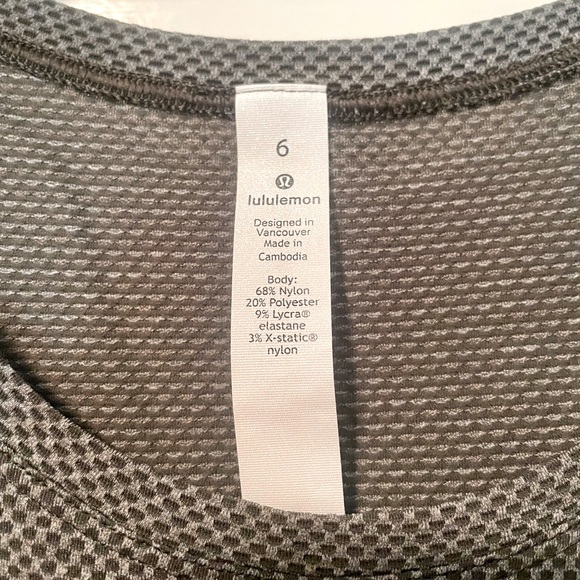 6
lululemon
Designed in
Vancouver
Made in
Cambodia
Body:
68% Nylon
20% Polyester
9% Lycra®
elastane
3% X-static®
nylon